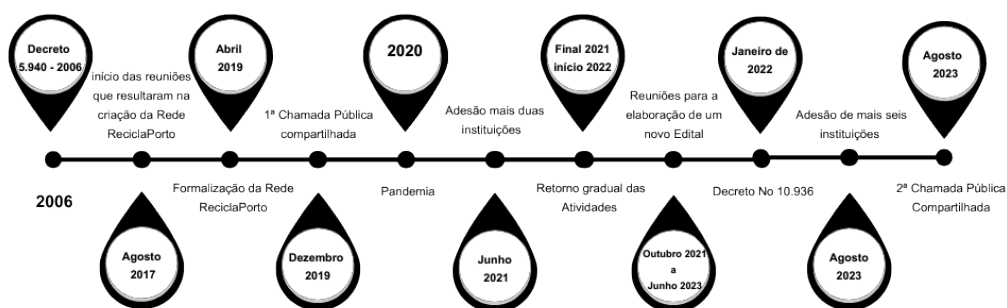 Decreto
5.940 - 2006
2006
início das reuniões
que resultaram na
criação da Rede
ReciclaPorto
Agosto
2017
Abril
2019
Formalização da Rede
ReciclaPorto
1ª Chamada Pública
compartilhada
Dezembro
2019
2020
Pandemia
Adesão mais duas
instituições
Junho
2021
Final 2021
início 2022
Retorno gradual das
Atividades
Reuniões para a
elaboração de um
novo Edital
Outubro 2021
a
Junho 2023
Janeiro de
2022
Decreto No 10.936
Adesão de mais seis
instituições
Agosto
2023
Agosto
2023
2ª Chamada Pública
Compartilhada